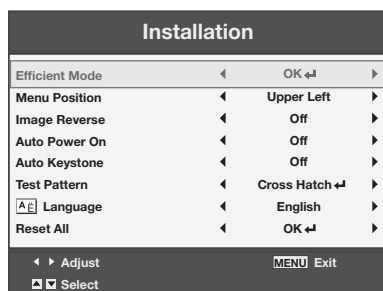 Installation
Efficient Mode OK
Menu Position Upper Left
Image Reverse Off
Auto Power On Off
Auto Keystone Off
Test Pattern Cross Hatch
Language English
Reset All OK
Adjust MENU Exit
Select